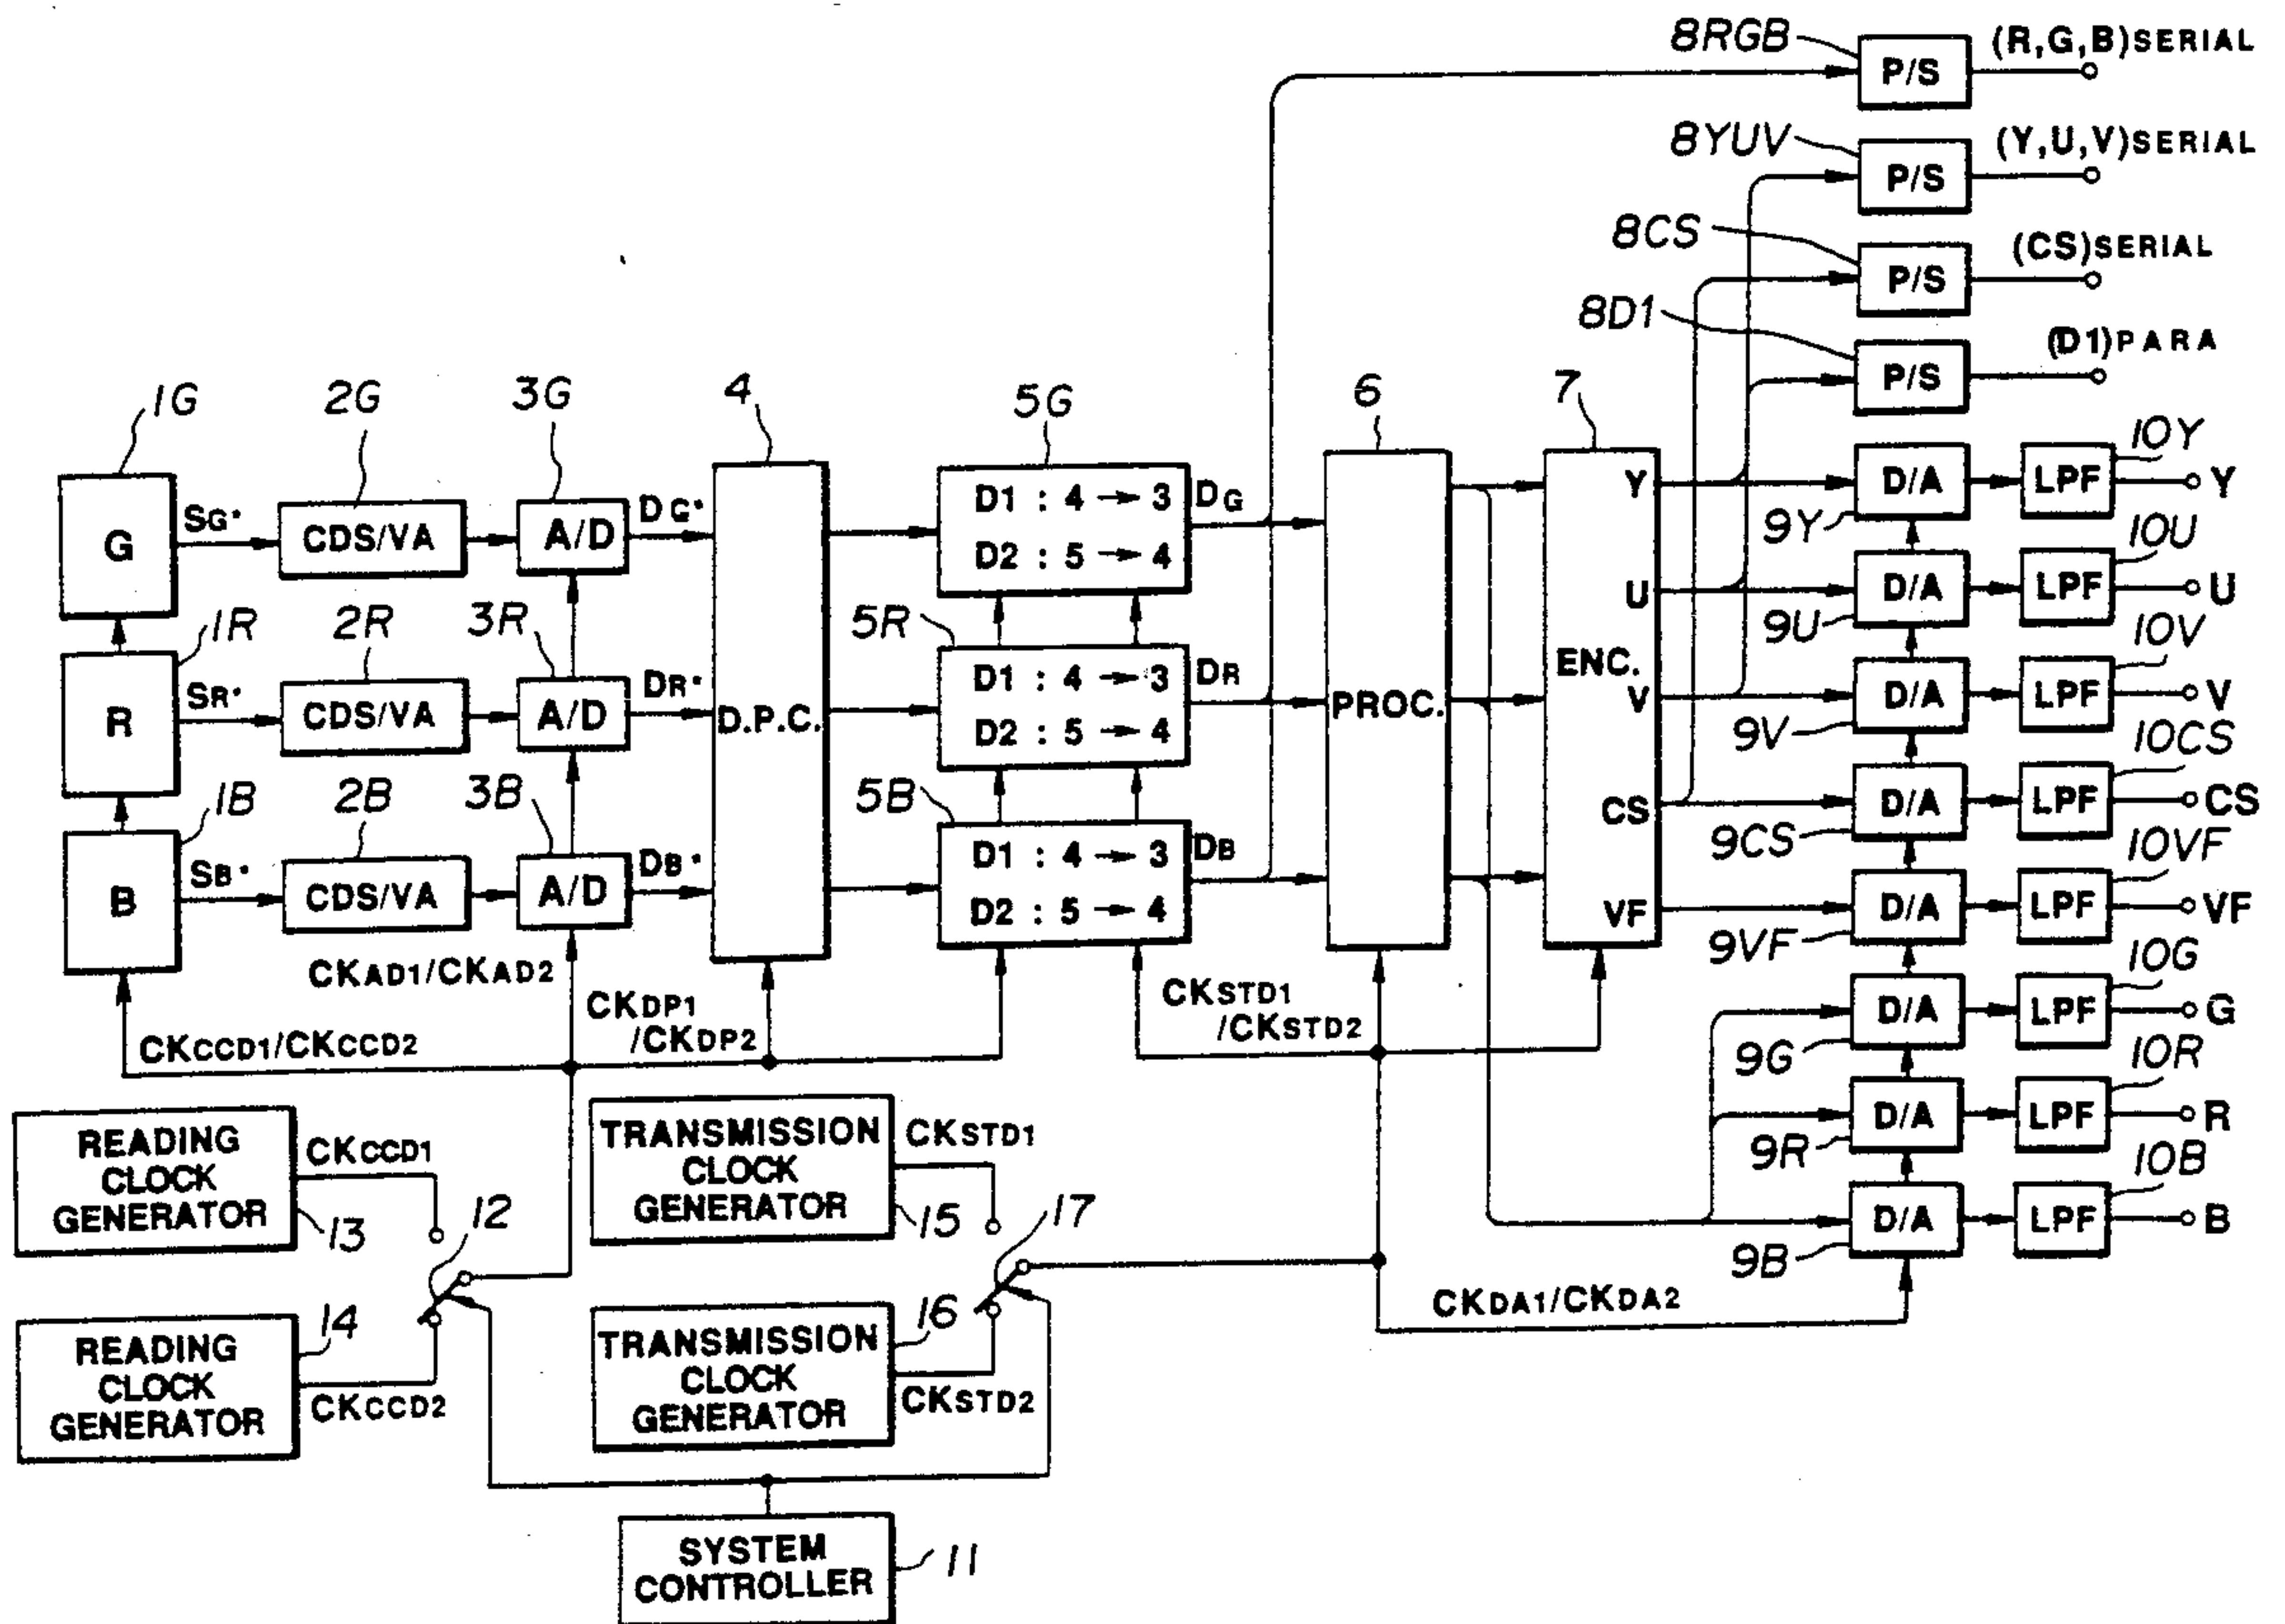 8RGB
P/S
(R,G,B)SERIAL
8YUV
P/S
(Y,U,V)SERIAL
8CS
P/S
(CS)SERIAL
8D1
P/S
(D1)PARA
1G
2G
3G
4
5G
6
7
G
SG*
CDS/VA
A/D
DG*
D1 : 4 → 3
D2 : 5 → 4
DG
1R
2R
3R
5R
R
SR*
CDS/VA
A/D
DR*
D.P.C.
D1 : 4 → 3
D2 : 5 → 4
DR
PROC.
ENC.
1B
2B
3B
5B
B
SB*
CDS/VA
A/D
DB*
D1 : 4 → 3
D2 : 5 → 4
DB
Y
U
V
CS
VF
D/A
9Y
LPF
10Y
Y
D/A
9U
LPF
10U
U
D/A
9V
LPF
10V
V
D/A
9CS
LPF
10CS
CS
D/A
9VF
LPF
10VF
VF
D/A
9G
LPF
10G
G
D/A
9R
LPF
10R
R
D/A
9B
LPF
10B
B
CKAD1/CKAD2
CKCCD1/CKCCD2
CKDP1
/CKDP2
CKSTD1
/CKSTD2
CKDA1/CKDA2
READING
CLOCK
GENERATOR
13
CKCCD1
12
READING
CLOCK
GENERATOR
14
CKCCD2
TRANSMISSION
CLOCK
GENERATOR
15
CKSTD1
17
TRANSMISSION
CLOCK
GENERATOR
16
CKSTD2
SYSTEM
CONTROLLER
11